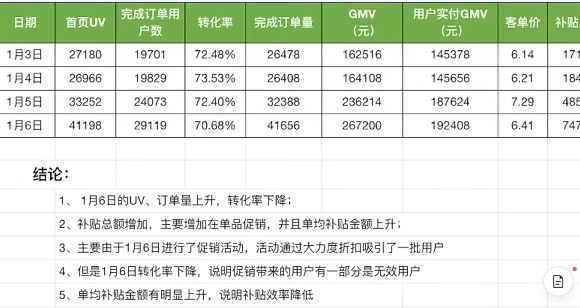 日期 首页UV 完成订单用户数 转化率 完成订单量 GMV（元） 用户实付GMV（元） 客单价 补贴
1月3日 27180 19701 72.48% 26478 162516 145378 6.14 171
1月4日 26966 19829 73.53% 26408 164108 145656 6.21 184
1月5日 33252 24073 72.40% 32388 236214 187624 7.29 485
1月6日 41198 29119 70.68% 41656 267200 192408 6.41 747
结论：
1、 1月6日的UV、订单量上升，转化率下降；
2、补贴总额增加，主要增加在单品促销，并且单均补贴金额上升；
3、主要由于1月6日进行了促销活动，活动通过大力度折扣吸引了一批用户
4、但是1月6日转化率下降，说明促销带来的用户有一部分是无效用户
5、单均补贴金额有明显上升，说明补贴效率降低